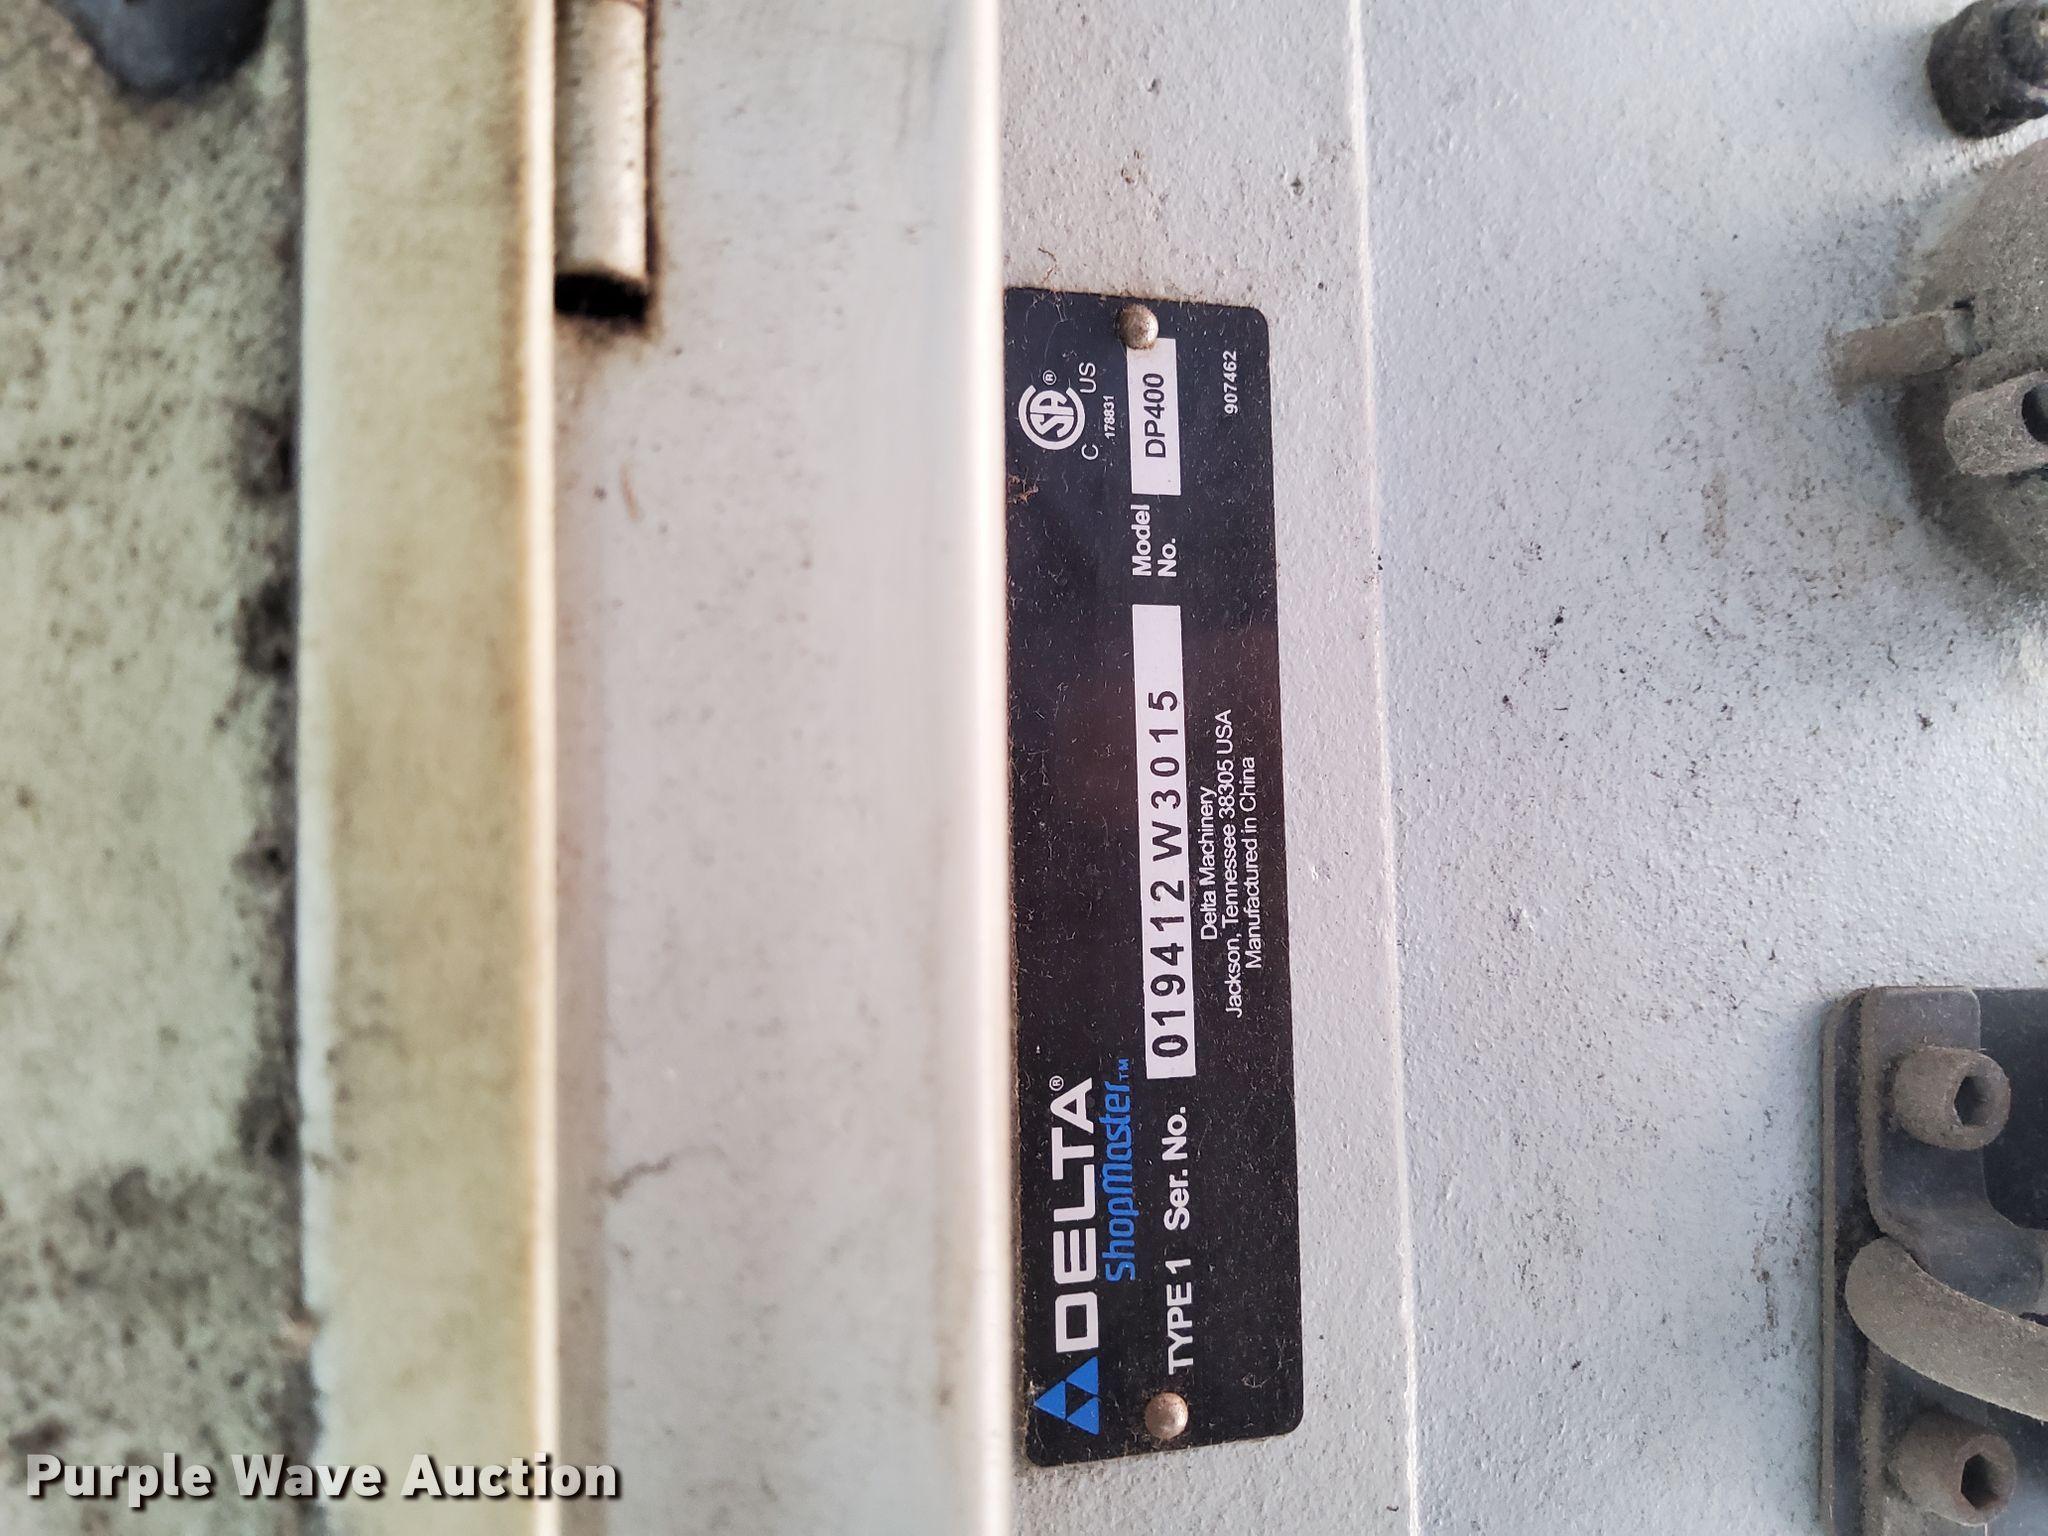 DELTA®
ShopMaster™
SA®
C US
178831
TYPE 1 Ser. No. 019412W3015 Model No. DP400
Delta Machinery
Jackson, Tennessee 38305 USA
Manufactured in China
907462
Purple Wave Auction